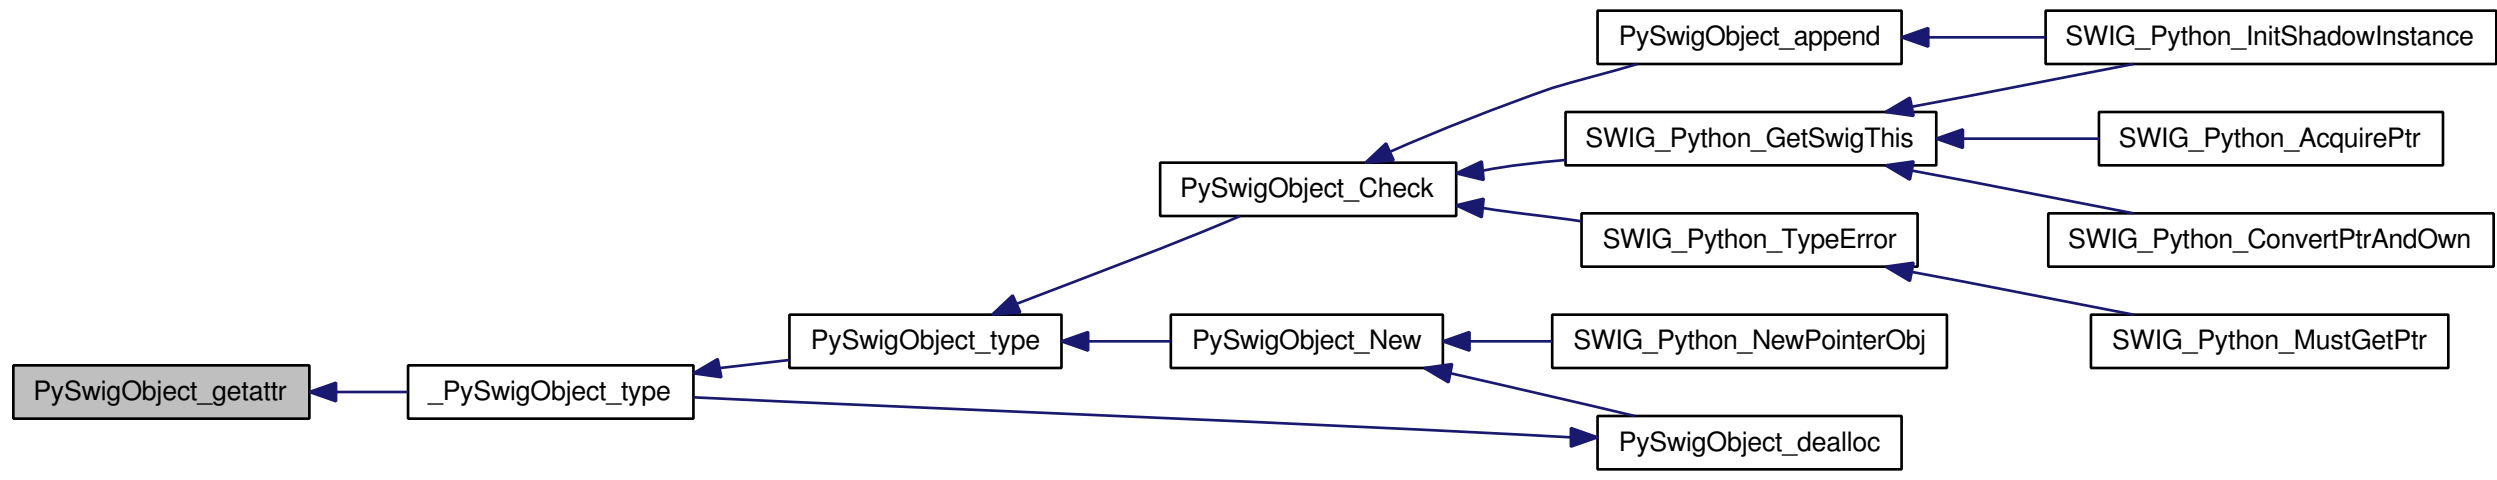 PySwigObject_append
SWIG_Python_InitShadowInstance
SWIG_Python_GetSwigThis
SWIG_Python_AcquirePtr
PySwigObject_Check
SWIG_Python_TypeError
SWIG_Python_ConvertPtrAndOwn
PySwigObject_type
PySwigObject_New
SWIG_Python_NewPointerObj
SWIG_Python_MustGetPtr
PySwigObject_getattr
_PySwigObject_type
PySwigObject_dealloc